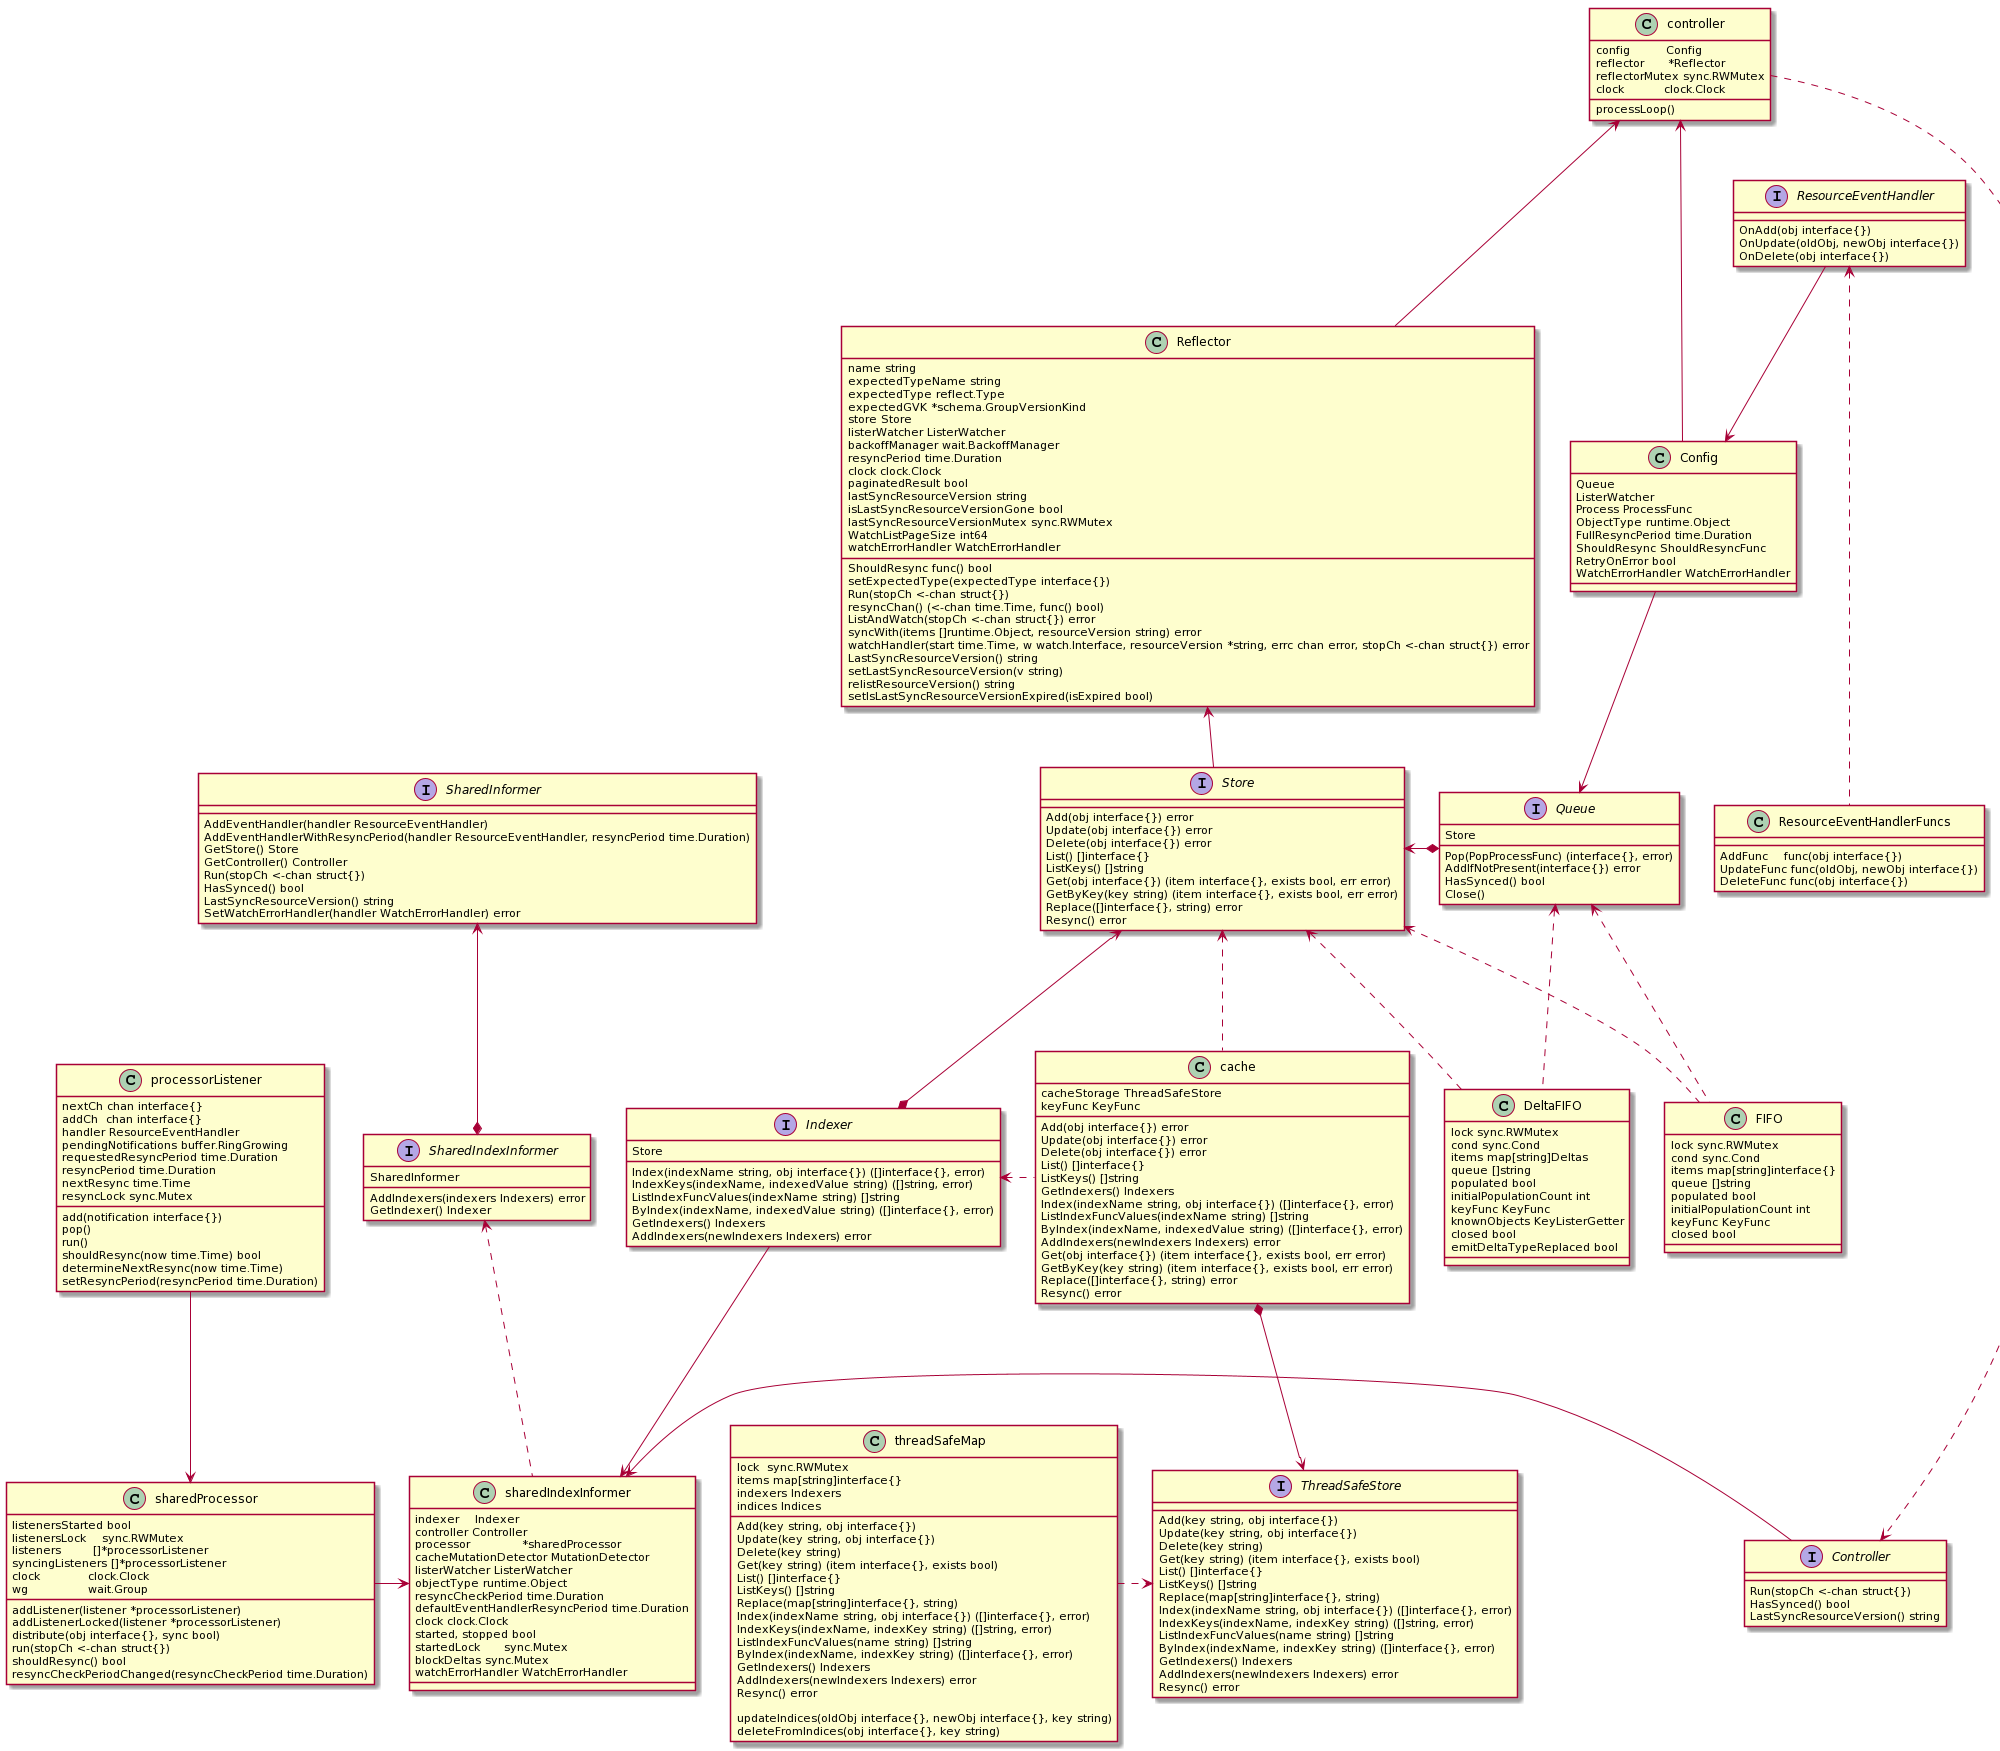 C controller
config Config
reflector *Reflector
reflectorMutex sync.RWMutex
clock clock.Clock
processLoop()
I ResourceEventHandler
OnAdd(obj interface{})
OnUpdate(oldObj, newObj interface{})
OnDelete(obj interface{})
C Reflector
name string
expectedTypeName string
expectedType reflect.Type
expectedGVK *schema.GroupVersionKind
store Store
listerWatcher ListerWatcher
backoffManager wait.BackoffManager
resyncPeriod time.Duration
clock clock.Clock
paginatedResult bool
lastSyncResourceVersion string
isLastSyncResourceVersionGone bool
lastSyncResourceVersionMutex sync.RWMutex
WatchListPageSize int64
watchErrorHandler WatchErrorHandler
ShouldResync func() bool
setExpectedType(expectedType interface{})
Run(stopCh <-chan struct{})
resyncChan() (<-chan time.Time, func() bool)
ListAndWatch(stopCh <-chan struct{}) error
syncWith(items []runtime.Object, resourceVersion string) error
watchHandler(start time.Time, w watch.Interface, resourceVersion *string, errc chan error, stopCh <-chan struct{}) error
LastSyncResourceVersion() string
setLastSyncResourceVersion(v string)
relistResourceVersion() string
setIsLastSyncResourceVersionExpired(isExpired bool)
C Config
Queue
ListerWatcher
Process ProcessFunc
ObjectType runtime.Object
FullResyncPeriod time.Duration
ShouldResync ShouldResyncFunc
RetryOnError bool
WatchErrorHandler WatchErrorHandler
I SharedInformer
AddEventHandler(handler ResourceEventHandler)
AddEventHandlerWithResyncPeriod(handler ResourceEventHandler, resyncPeriod time.Duration)
GetStore() Store
GetController() Controller
Run(stopCh <-chan struct{})
HasSynced() bool
LastSyncResourceVersion() string
SetWatchErrorHandler(handler WatchErrorHandler) error
I Store
Add(obj interface{}) error
Update(obj interface{}) error
Delete(obj interface{}) error
List() []interface{}
ListKeys() []string
Get(obj interface{}) (item interface{}, exists bool, err error)
GetByKey(key string) (item interface{}, exists bool, err error)
Replace([]interface{}, string) error
Resync() error
I Queue
Store
Pop(PopProcessFunc) (interface{}, error)
AddIfNotPresent(interface{}) error
HasSynced() bool
Close()
C ResourceEventHandlerFuncs
AddFunc func(obj interface{})
UpdateFunc func(oldObj, newObj interface{})
DeleteFunc func(obj interface{})
C processorListener
nextCh chan interface{}
addCh chan interface{}
handler ResourceEventHandler
pendingNotifications buffer.RingGrowing
requestedResyncPeriod time.Duration
resyncPeriod time.Duration
nextResync time.Time
resyncLock sync.Mutex
add(notification interface{})
pop()
run()
shouldResync(now time.Time) bool
determineNextResync(now time.Time)
setResyncPeriod(resyncPeriod time.Duration)
I SharedIndexInformer
SharedInformer
AddIndexers(indexers Indexers) error
GetIndexer() Indexer
I Indexer
Store
Index(indexName string, obj interface{}) ([]interface{}, error)
IndexKeys(indexName, indexedValue string) ([]string, error)
ListIndexFuncValues(indexName string) []string
ByIndex(indexName, indexedValue string) ([]interface{}, error)
GetIndexers() Indexers
AddIndexers(newIndexers Indexers) error
C cache
cacheStorage ThreadSafeStore
keyFunc KeyFunc
Add(obj interface{}) error
Update(obj interface{}) error
Delete(obj interface{}) error
List() []interface{}
ListKeys() []string
GetIndexers() Indexers
Index(indexName string, obj interface{}) ([]interface{}, error)
ListIndexFuncValues(indexName string) []string
ByIndex(indexName, indexedValue string) ([]interface{}, error)
AddIndexers(newIndexers Indexers) error
Get(obj interface{}) (item interface{}, exists bool, err error)
GetByKey(key string) (item interface{}, exists bool, err error)
Replace([]interface{}, string) error
Resync() error
C DeltaFIFO
lock sync.RWMutex
cond sync.Cond
items map[string]Deltas
queue []string
populated bool
initialPopulationCount int
keyFunc KeyFunc
knownObjects KeyListerGetter
closed bool
emitDeltaTypeReplaced bool
C FIFO
lock sync.RWMutex
cond sync.Cond
items map[string]interface{}
queue []string
populated bool
initialPopulationCount int
keyFunc KeyFunc
closed bool
C sharedProcessor
listenersStarted bool
listenersLock sync.RWMutex
listeners []*processorListener
syncingListeners []*processorListener
clock clock.Clock
wg wait.Group
addListener(listener *processorListener)
addListenerLocked(listener *processorListener)
distribute(obj interface{}, sync bool)
run(stopCh <-chan struct{})
shouldResync() bool
resyncCheckPeriodChanged(resyncCheckPeriod time.Duration)
C sharedIndexInformer
indexer Indexer
controller Controller
processor *sharedProcessor
cacheMutationDetector MutationDetector
listerWatcher ListerWatcher
objectType runtime.Object
resyncCheckPeriod time.Duration
defaultEventHandlerResyncPeriod time.Duration
clock clock.Clock
started, stopped bool
startedLock sync.Mutex
blockDeltas sync.Mutex
watchErrorHandler WatchErrorHandler
C threadSafeMap
lock sync.RWMutex
items map[string]interface{}
indexers Indexers
indices Indices
Add(key string, obj interface{})
Update(key string, obj interface{})
Delete(key string)
Get(key string) (item interface{}, exists bool)
List() []interface{}
ListKeys() []string
Replace(map[string]interface{}, string)
Index(indexName string, obj interface{}) ([]interface{}, error)
IndexKeys(indexName, indexKey string) ([]string, error)
ListIndexFuncValues(name string) []string
ByIndex(indexName, indexKey string) ([]interface{}, error)
GetIndexers() Indexers
AddIndexers(newIndexers Indexers) error
Resync() error
updateIndices(oldObj interface{}, newObj interface{}, key string)
deleteFromIndices(obj interface{}, key string)
I ThreadSafeStore
Add(key string, obj interface{})
Update(key string, obj interface{})
Delete(key string)
Get(key string) (item interface{}, exists bool)
List() []interface{}
ListKeys() []string
Replace(map[string]interface{}, string)
Index(indexName string, obj interface{}) ([]interface{}, error)
IndexKeys(indexName, indexKey string) ([]string, error)
ListIndexFuncValues(name string) []string
ByIndex(indexName, indexKey string) ([]interface{}, error)
GetIndexers() Indexers
AddIndexers(newIndexers Indexers) error
Resync() error
I Controller
Run(stopCh <-chan struct{})
HasSynced() bool
LastSyncResourceVersion() string